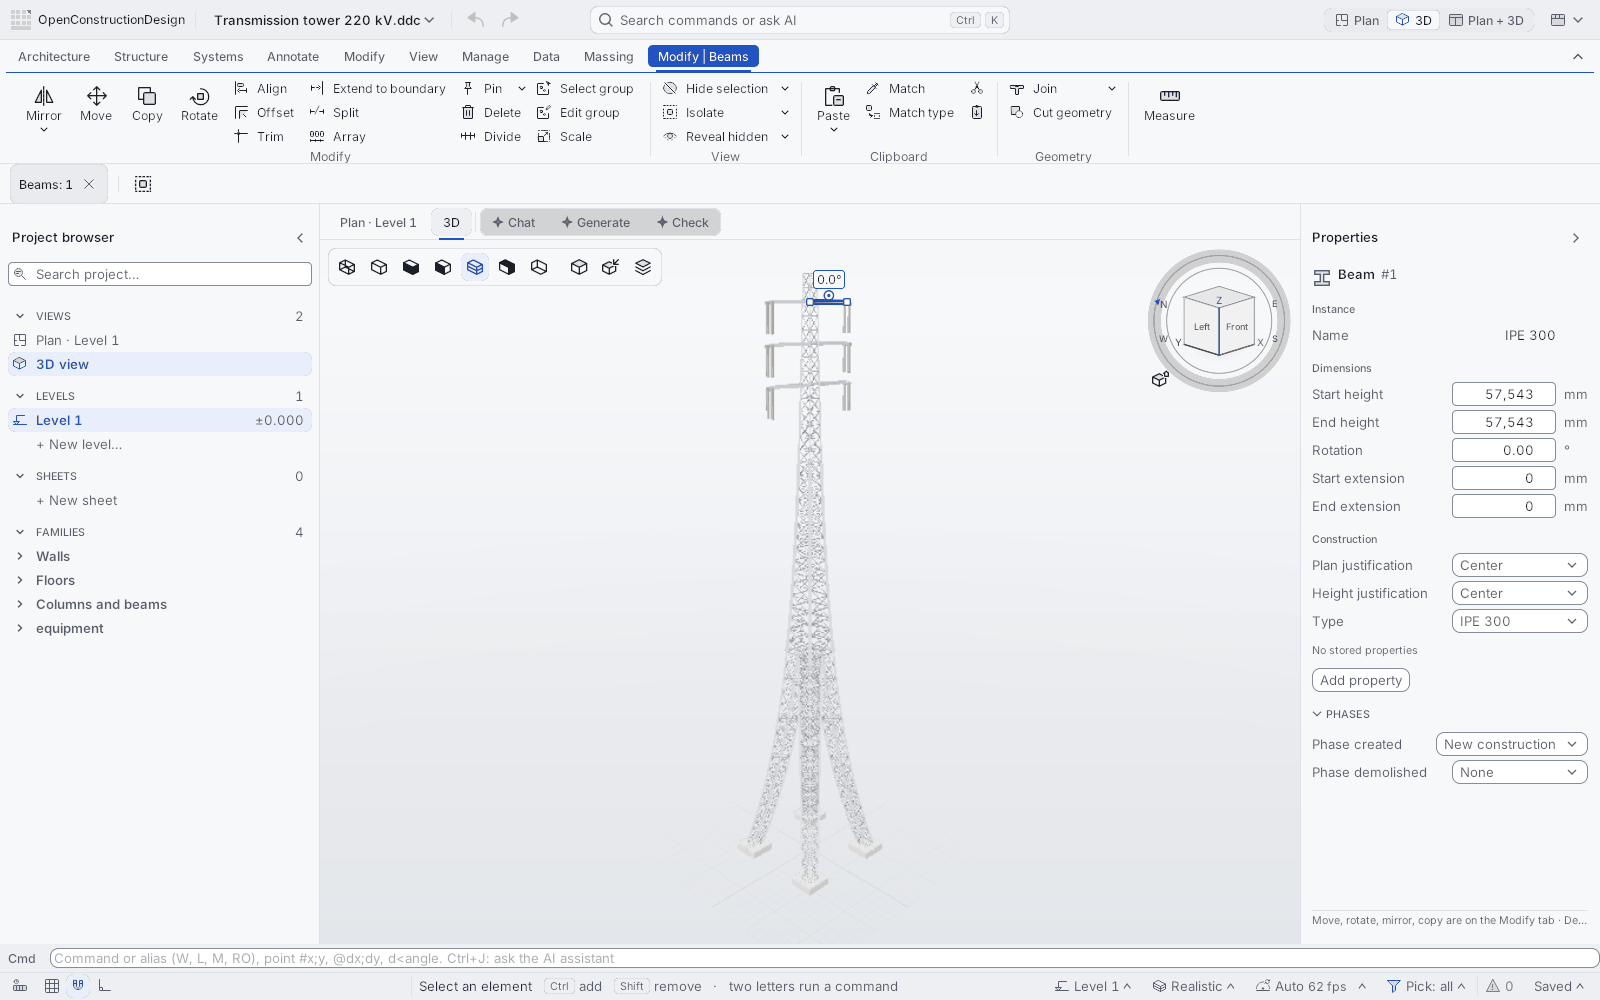 OpenConstructionDesign
Transmission tower 220 kV.ddc
Search commands or ask AI
Ctrl K
Plan 3D Plan + 3D
Architecture Structure Systems Annotate Modify View Manage Data Massing Modify | Beams
Mirror Move Copy Rotate
Align Offset Trim
Extend to boundary Split Array
Pin Delete Divide
Select group Edit group Scale
Modify
Hide selection Isolate Reveal hidden
View
Paste
Match Match type
Clipboard
Join Cut geometry
Geometry
Measure
Beams: 1
Project browser
Search project...
VIEWS 2
Plan · Level 1
3D view
LEVELS 1
Level 1 ±0.000
+ New level...
SHEETS 0
+ New sheet
FAMILIES 4
Walls
Floors
Columns and beams
equipment
Plan · Level 1 3D Chat Generate Check
0.0°
N E
Z
Left Front
W Y X S
Properties
Beam #1
Instance
Name IPE 300
Dimensions
Start height 57,543 mm
End height 57,543 mm
Rotation 0.00 °
Start extension 0 mm
End extension 0 mm
Construction
Plan justification Center
Height justification Center
Type IPE 300
No stored properties
Add property
PHASES
Phase created New construction
Phase demolished None
Move, rotate, mirror, copy are on the Modify tab · De...
Cmd Command or alias (W, L, M, RO), point #x;y, @dx;dy, d<angle. Ctrl+J: ask the AI assistant
Select an element Ctrl add Shift remove · two letters run a command
Level 1 Realistic Auto 62 fps Pick: all 0 Saved